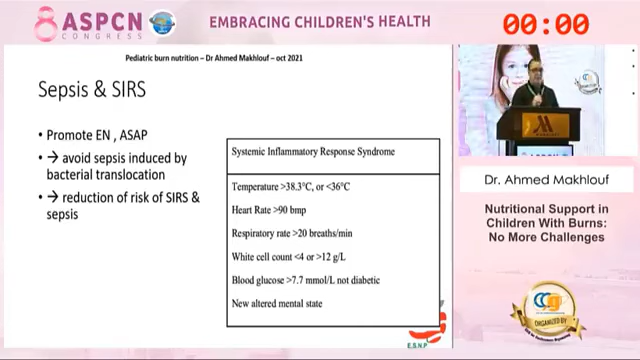 8 ASPCN
CONGRESS
EMBRACING CHILDREN'S HEALTH
00:00
Pediatric burn nutrition – Dr Ahmed Makhlouf – oct 2021
Sepsis & SIRS
• Promote EN , ASAP
• → avoid sepsis induced by
bacterial translocation
• → reduction of risk of SIRS &
sepsis
Systemic Inflammatory Response Syndrome
Temperature >38.3°C, or <36°C
Heart Rate >90 bmp
Respiratory rate >20 breaths/min
White cell count <4 or >12 g/L
Blood glucose >7.7 mmol/L not diabetic
New altered mental state
E.S.N.P
Dr. Ahmed Makhlouf
Nutritional Support in
Children With Burns:
No More Challenges
ORGANIZED BY